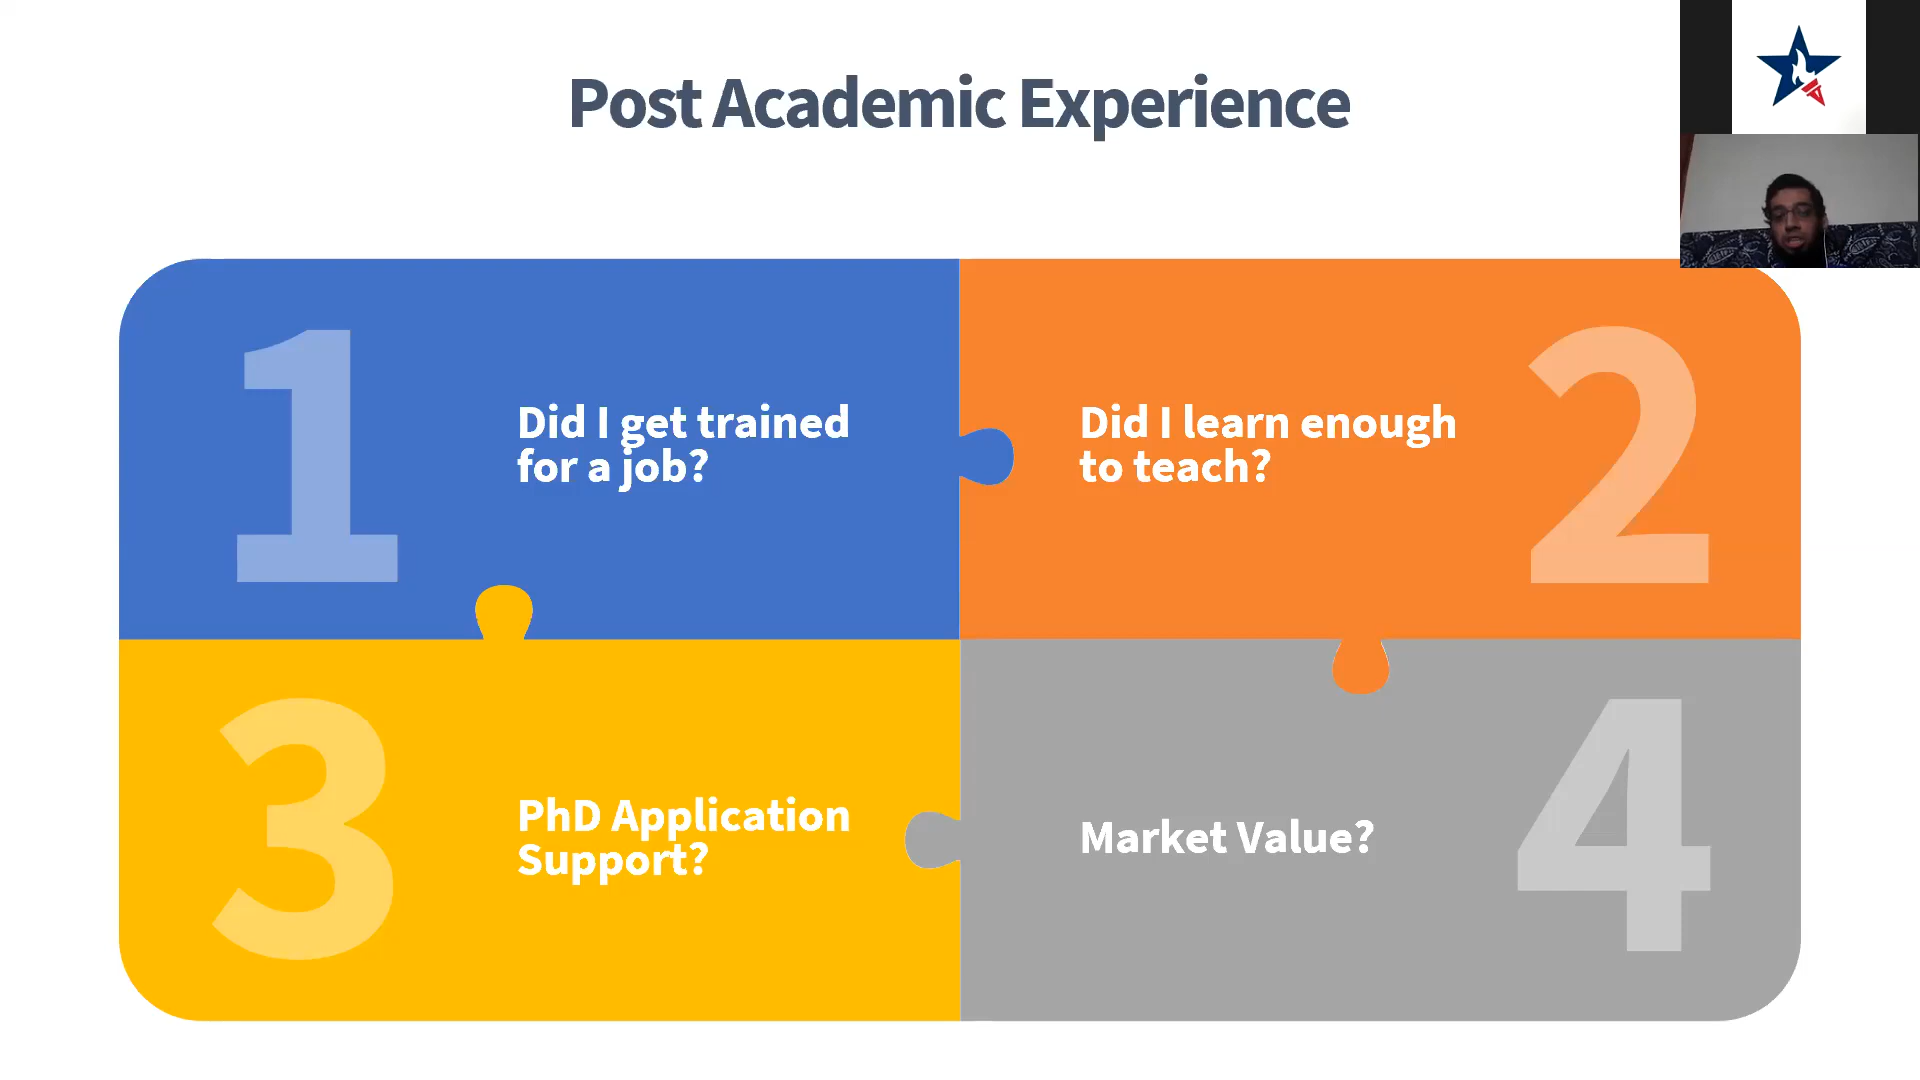 Post Academic Experience
1
Did I get trained
for a job?
2
Did I learn enough
to teach?
3
PhD Application
Support?
4
Market Value?